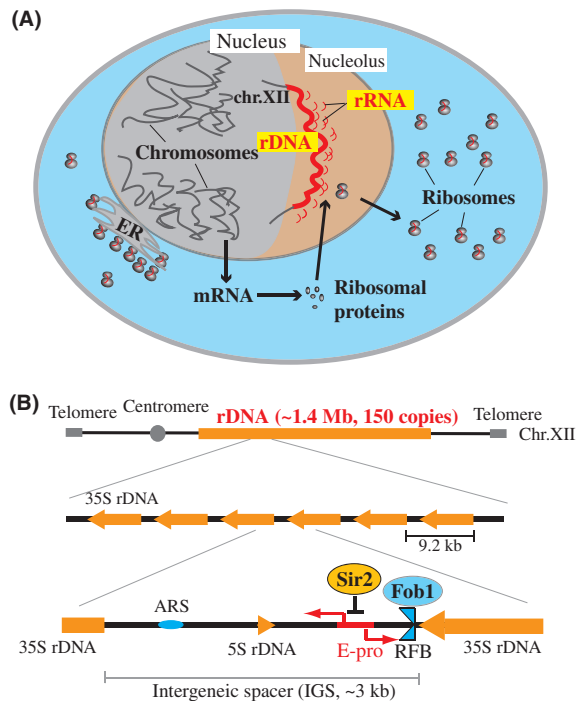 (A)
Nucleus
Nucleolus
chr.XII
rRNA
rDNA
Chromosomes
Ribosomes
ER
mRNA
Ribosomal
proteins
(B)
Telomere
Centromere
rDNA (~1.4 Mb, 150 copies)
Telomere
Chr.XII
35S rDNA
9.2 kb
Sir2
Fob1
ARS
35S rDNA
5S rDNA
E-pro
RFB
35S rDNA
Intergeneic spacer (IGS, ~3 kb)